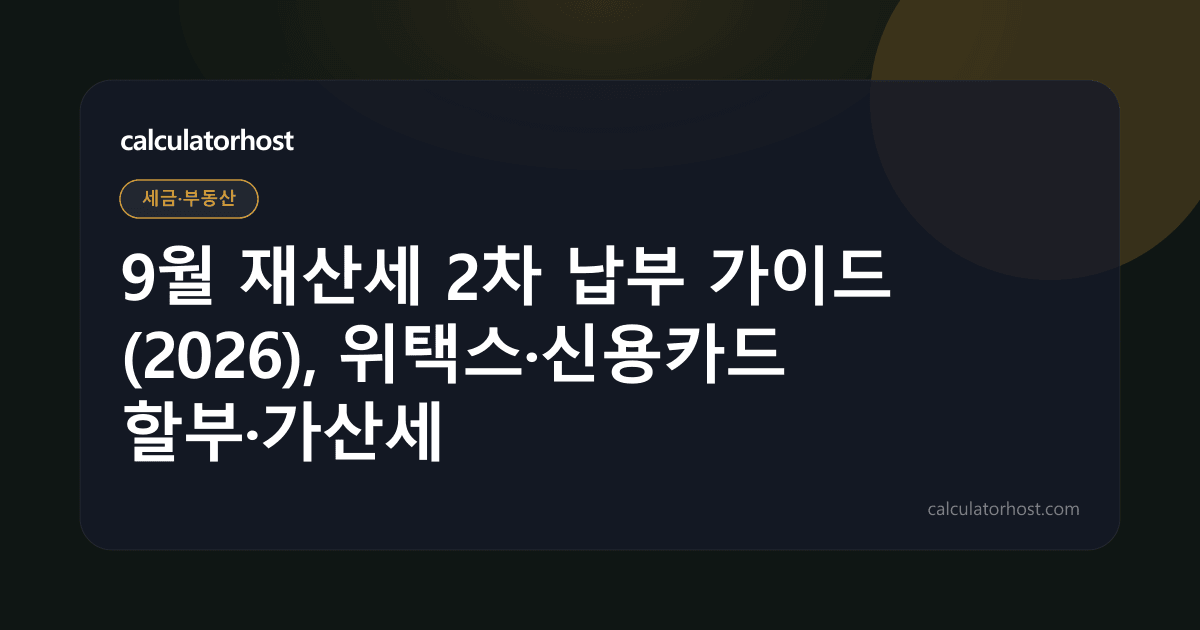 calculatorhost
세금·부동산
9월 재산세 2차 납부 가이드
(2026), 위택스·신용카드
할부·가산세
calculatorhost.com